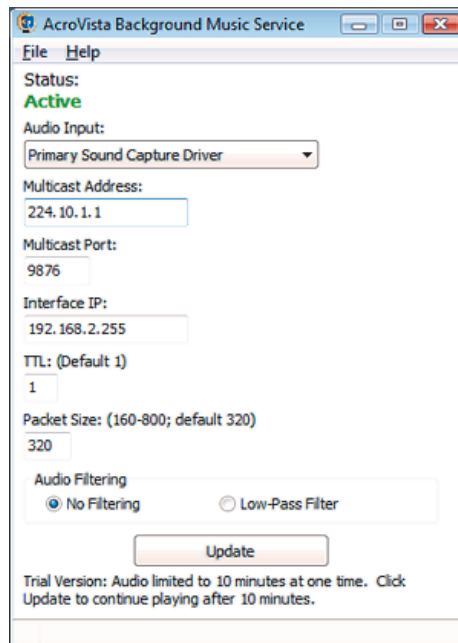 AcroVista Background Music Service
File Help
Status:
Active
Audio Input:
Primary Sound Capture Driver
Multicast Address:
224.10.1.1
Multicast Port:
9876
Interface IP:
192.168.2.255
TTL: (Default 1)
1
Packet Size: (160-800; default 320)
320
Audio Filtering
No Filtering Low-Pass Filter
Update
Trial Version: Audio limited to 10 minutes at one time. Click
Update to continue playing after 10 minutes.